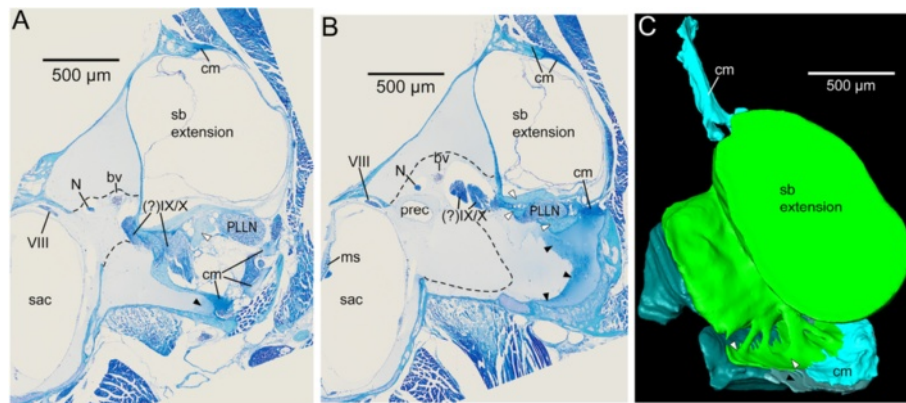 A
cm
500 µm
sb
extension
N
bv
(?)IX/X
VIII
PLLN
cm
sac
B
cm
500 µm
sb
extension
VIII
bv
N
cm
prec
(?)IX/X
PLLN
ms
sac
C
cm
500 µm
sb
extension
cm